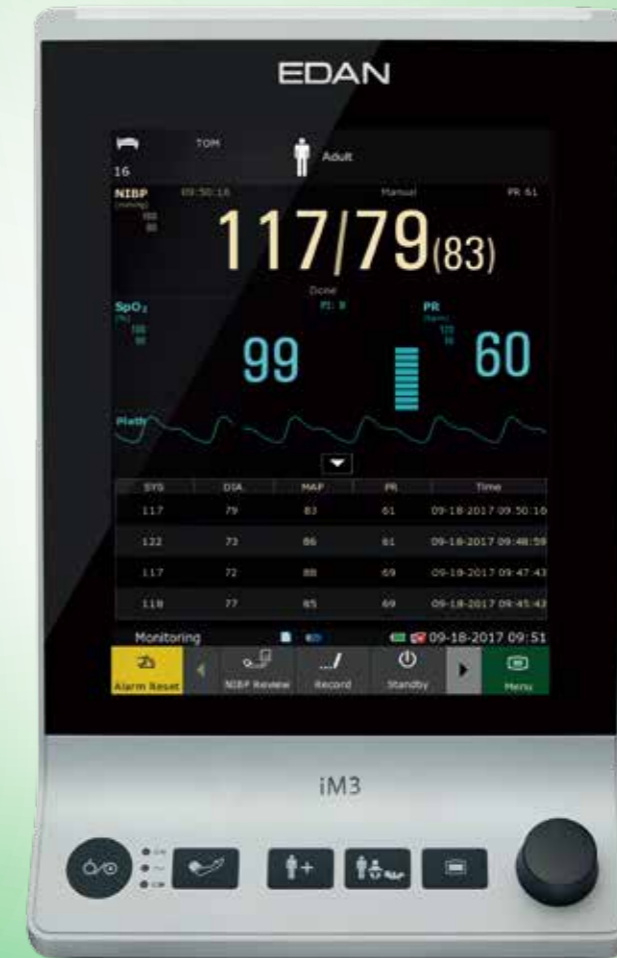 EDAN
TOM
Adult
16
NIBP 09:50:16 Manual PR 61
(mmHg)
117/79(83)
Done
SpO₂ PI: 8 PR
(%)
99 60
Pleth
SYS DIA MAP PR Time
117 79 83 61 09-18-2017 09:50:16
122 73 86 61 09-18-2017 09:48:59
117 72 88 69 09-18-2017 09:47:43
118 77 85 69 09-18-2017 09:45:43
Monitoring 09-18-2017 09:51
Alarm Reset NIBP Review Record Standby Menu
iM3